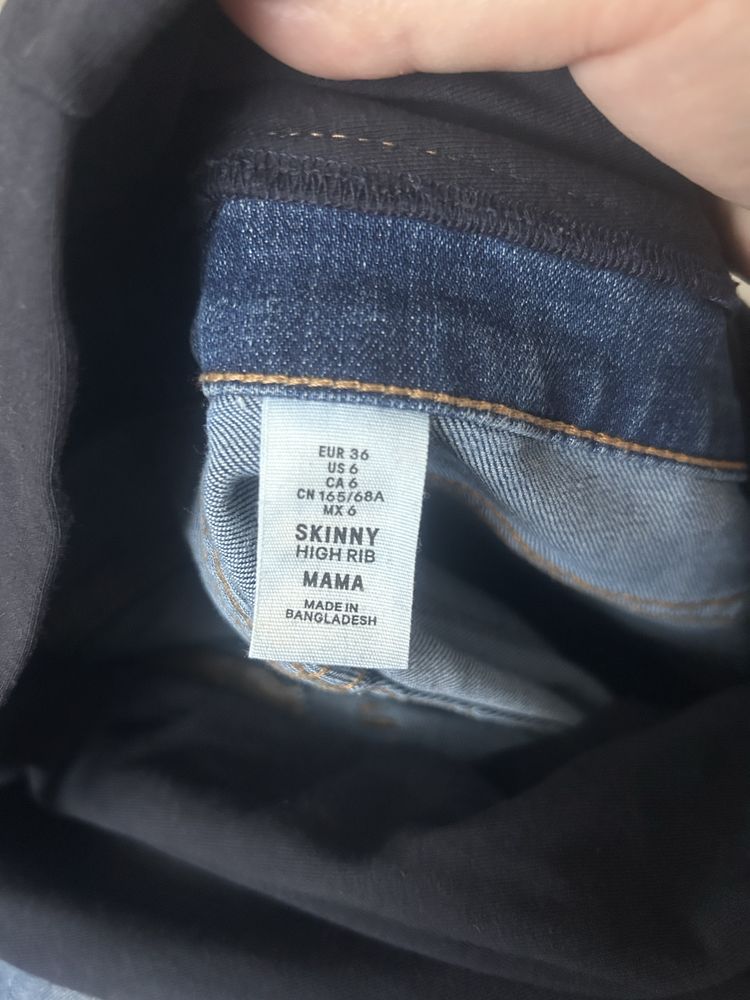 EUR 36
US 6
CA 6
CN 165/68A
MX 6
SKINNY
HIGH RIB
MAMA
MADE IN
BANGLADESH